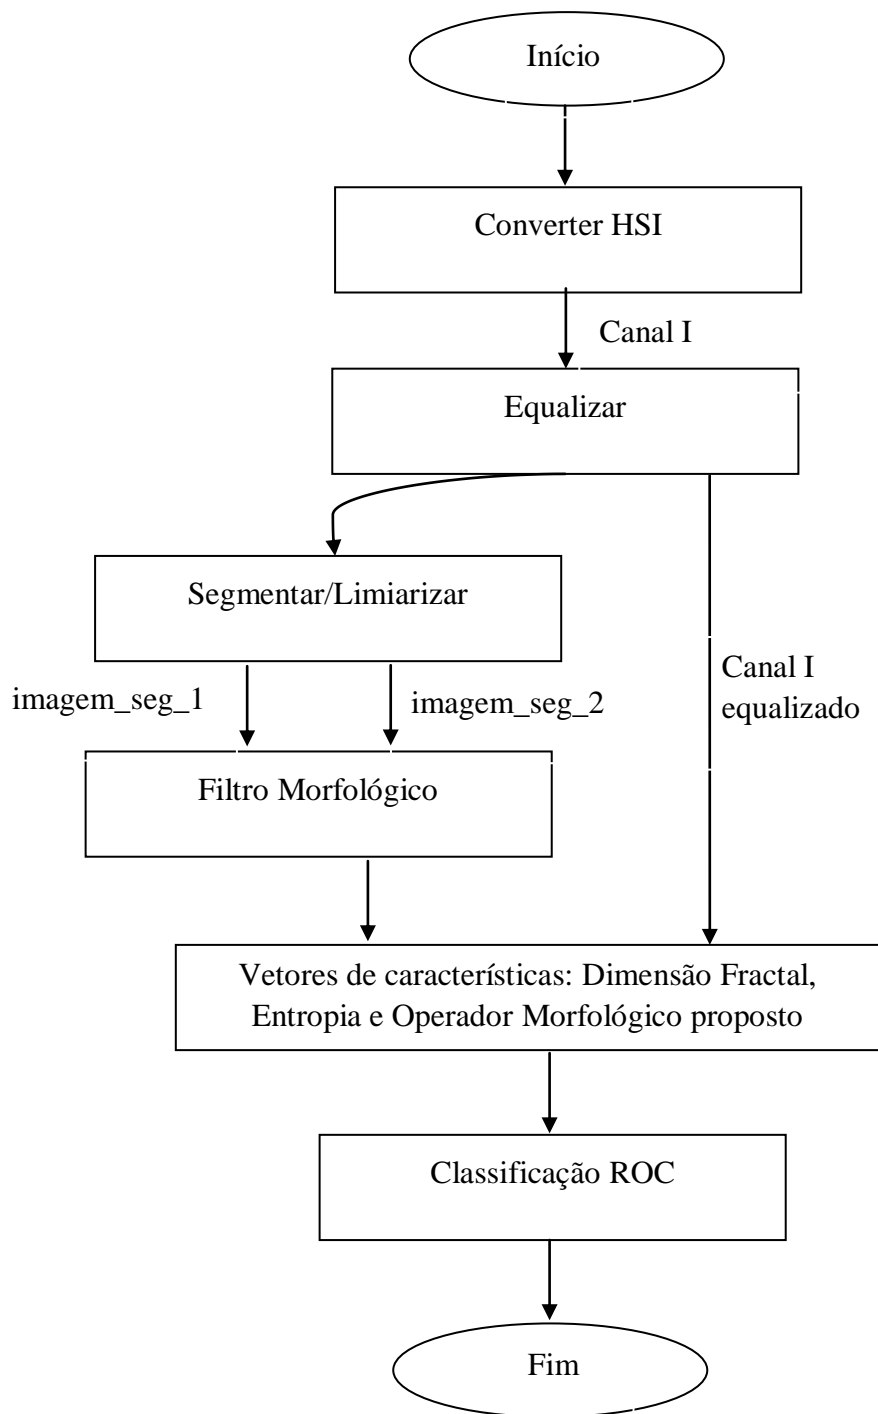 Início
Converter HSI
Canal I
Equalizar
Segmentar/Limiarizar
Canal I
equalizado
imagem_seg_1
imagem_seg_2
Filtro Morfológico
Vetores de característicias: Dimensão Fractal,
Entropia e Operador Morfológico proposto
Classificação ROC
Fim